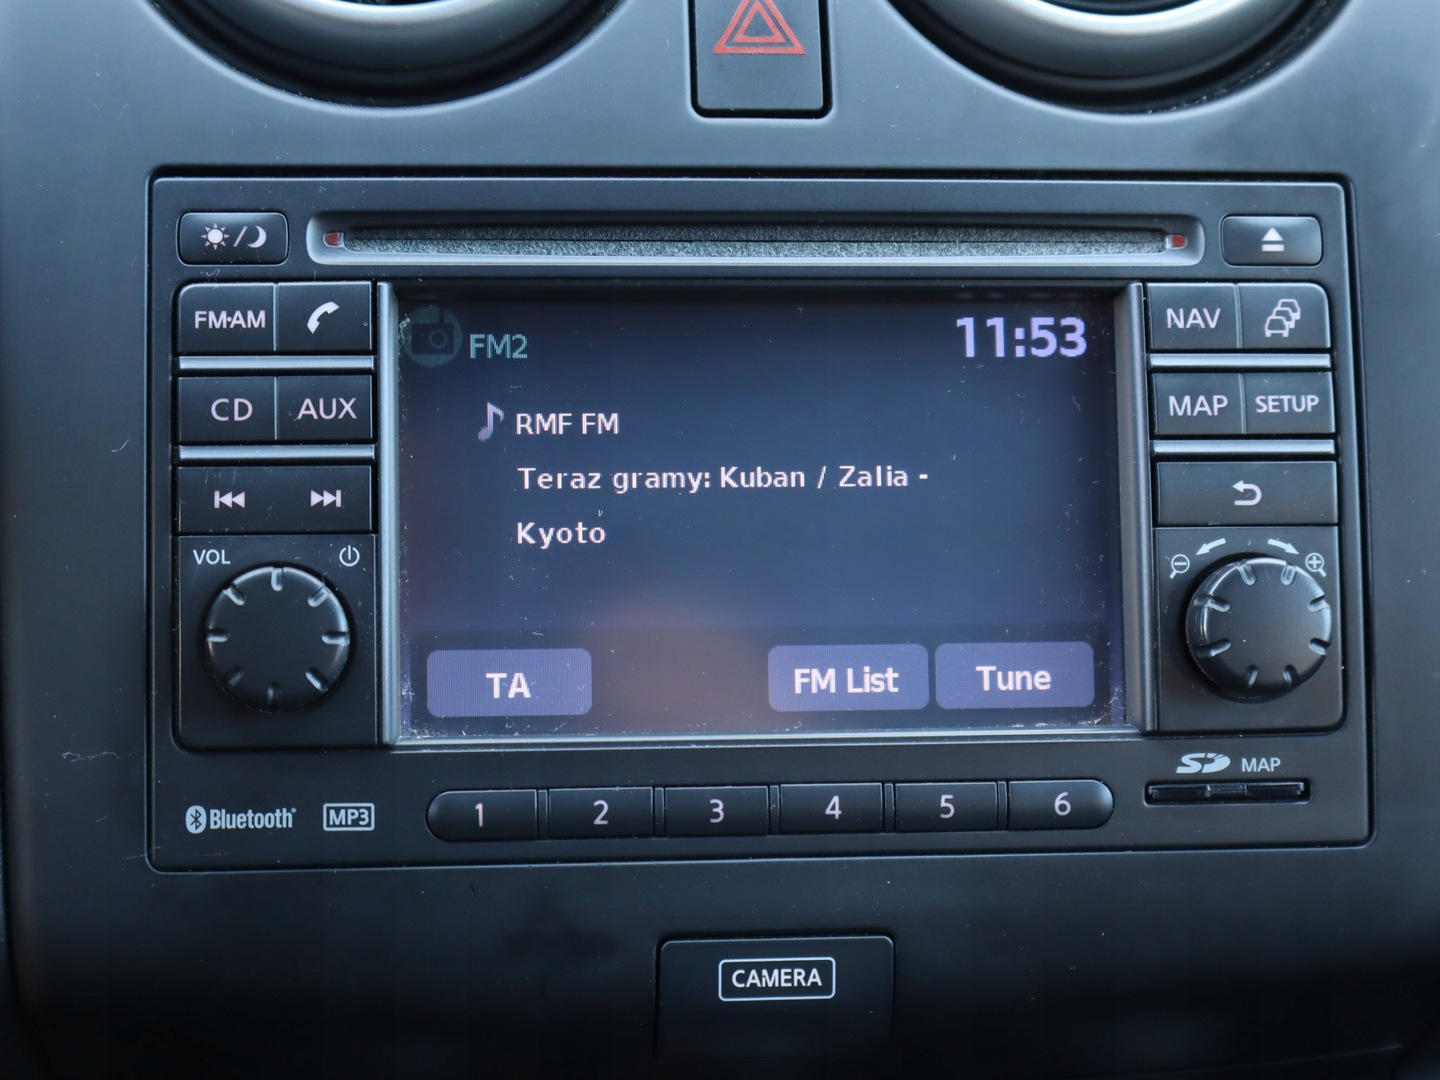 FM·AM
NAV
CD AUX
MAP SETUP
VOL
FM2 11:53
RMF FM
Teraz gramy: Kuban / Zalia -
Kyoto
TA FM List Tune
SD MAP
Bluetooth MP3 1 2 3 4 5 6
CAMERA